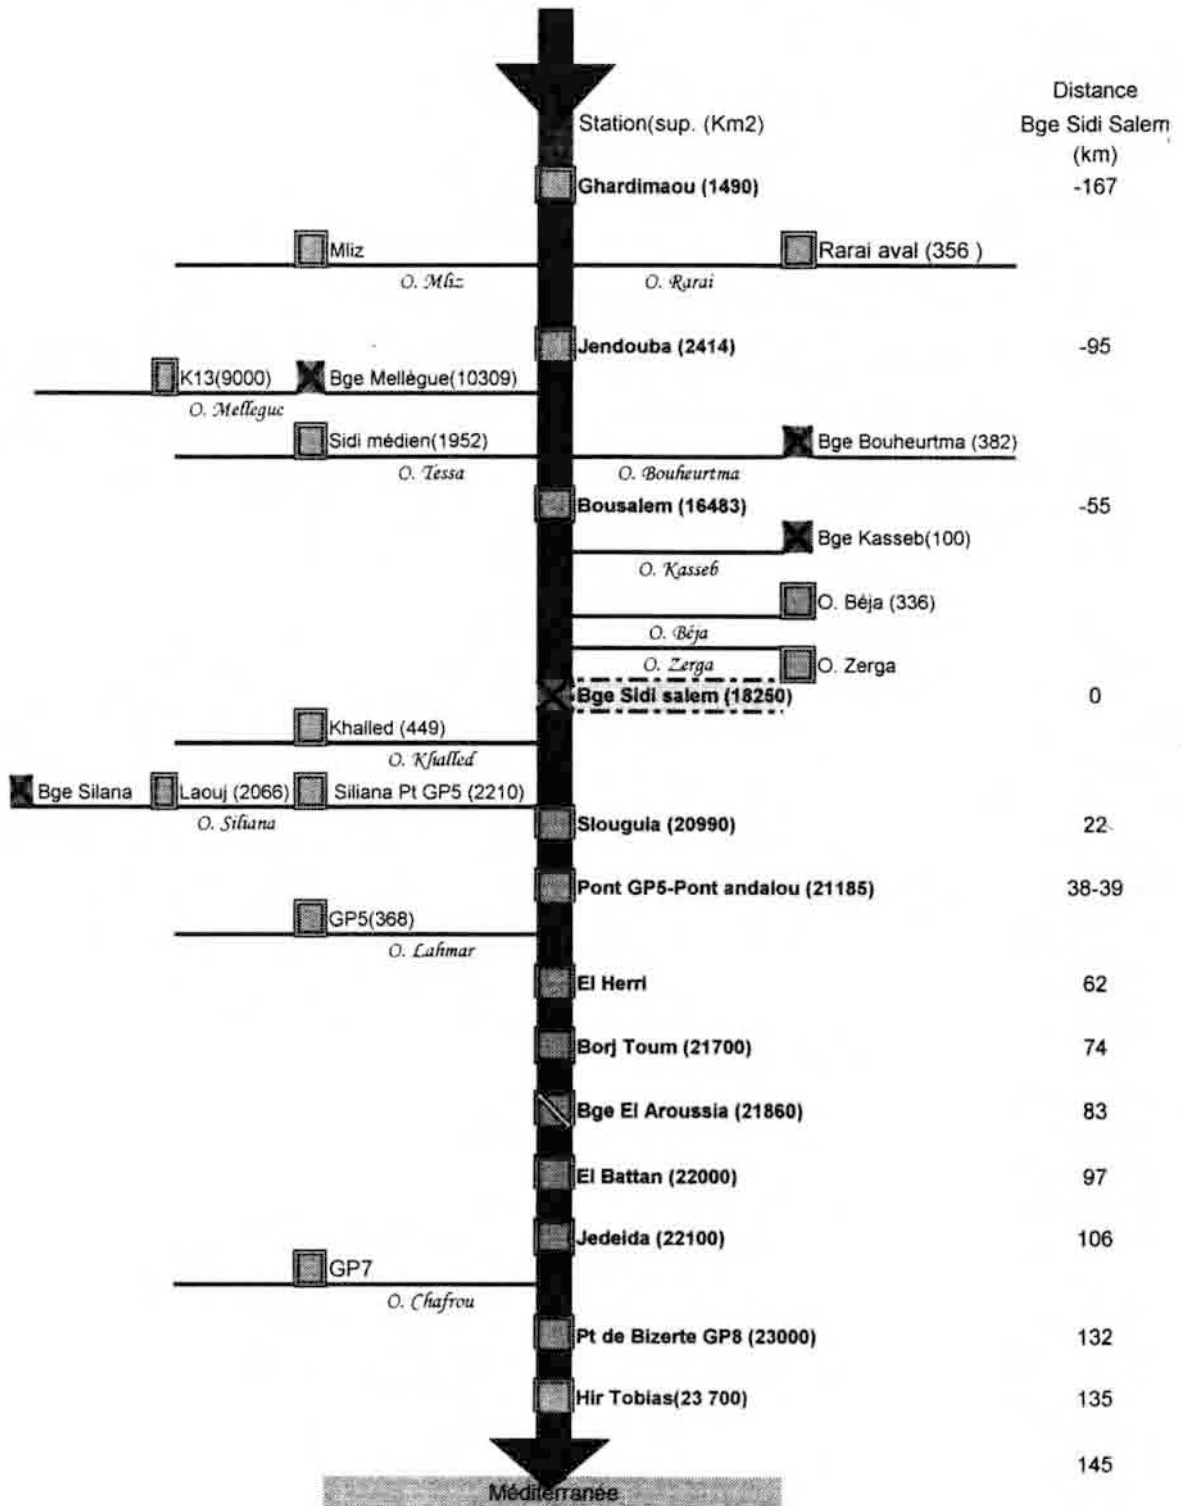 Distance
Station(sup. (Km2) Bge Sidi Salem
(km)
Ghardimaou (1490) -167
Mliz Rarai aval (356 )
O. Mliz O. Rarai
Jendouba (2414) -95
K13(9000) Bge Mellègue(10309)
O. Mellegue
Sidi médien(1952) Bge Bouheurtma (382)
O. Tessa O. Bouheurtma
Bousalem (16483) -55
Bge Kasseb(100)
O. Kasseb
O. Béja (336)
O. Béja
O. Zerga O. Zerga
Bge Sidi salem (18250) 0
Khalled (449)
O. Khalled
Bge Silana Laouj (2066) Siliana Pt GP5 (2210)
O. Siliana
Slouguia (20990) 22
Pont GP5-Pont andalou (21185) 38-39
GP5(368)
O. Lahmar
El Herri 62
Borj Toum (21700) 74
Bge El Aroussia (21860) 83
El Battan (22000) 97
Jedeida (22100) 106
GP7
O. Chafrou
Pt de Bizerte GP8 (23000) 132
Hir Tobias(23 700) 135
145
Méditerranée